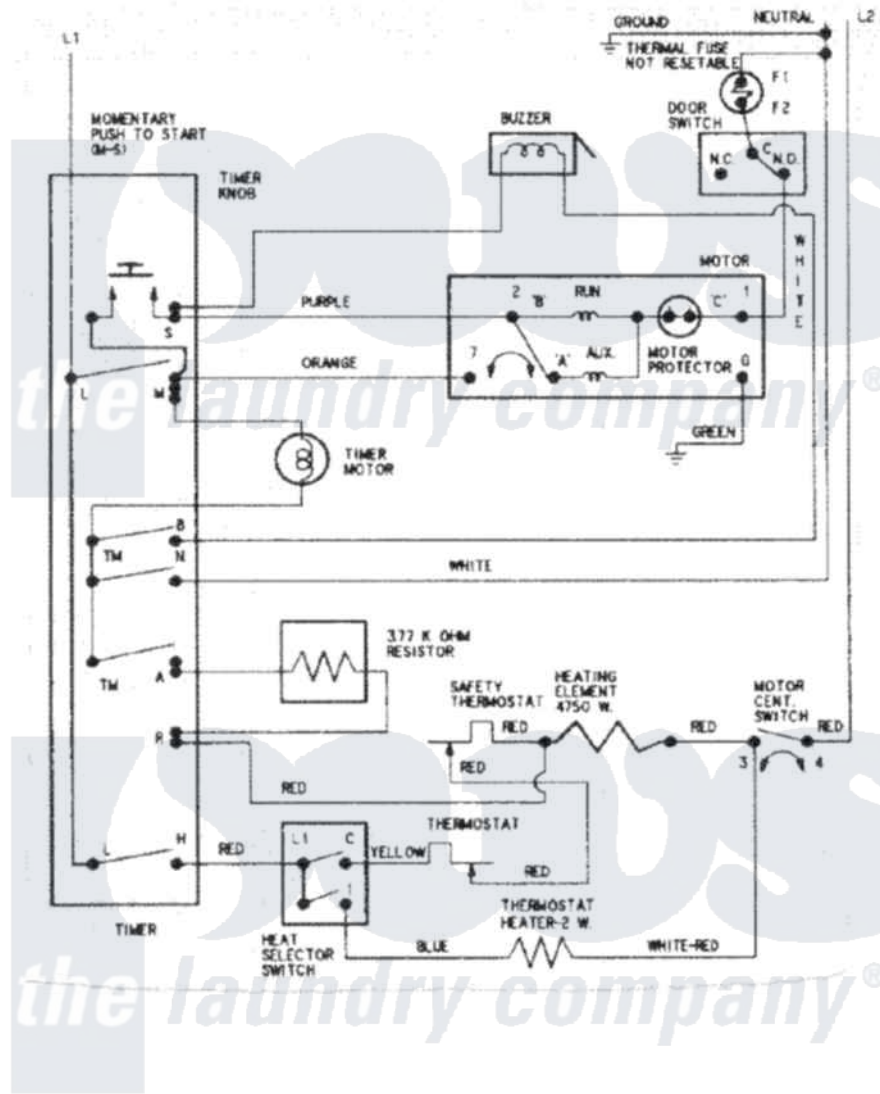 L1
GROUND
NEUTRAL
L2
THERMAL FUSE
NOT RESETABLE
F1
F2
DOOR
SWITCH
C
N.C.
N.O.
MOMENTARY
PUSH TO START
(M-S)
BUZZER
TIMER
KNOB
WHITE
MOTOR
PURPLE
2
'B'
RUN
'C'
1
S
ORANGE
7
'A'
AUX.
MOTOR
PROTECTOR
G
L
M
the laundry company®
GREEN
TIMER
MOTOR
B
TM
N
WHITE
3.77 K OHM
RESISTOR
TM
A
SAFETY
THERMOSTAT
HEATING
ELEMENT
4750 W.
MOTOR
CENT.
SWITCH
R
RED
RED
RED
RED
3
4
RED
THERMOSTAT
L
H
RED
L1
C
YELLOW
RED
1
THERMOSTAT
HEATER-2 W.
TIMER
HEAT
SELECTOR
SWITCH
BLUE
WHITE-RED
the laundry company®